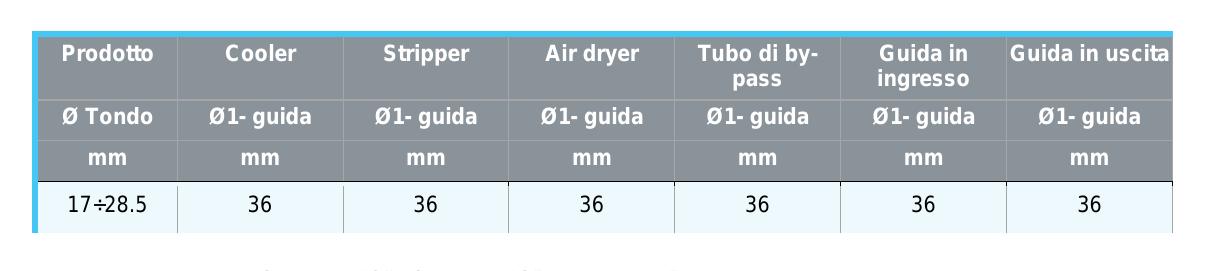 Prodotto Cooler Stripper Air dryer Tubo di by- Guida in Guida in uscita
pass ingresso
Ø Tondo Ø1- guida Ø1- guida Ø1- guida Ø1- guida Ø1- guida Ø1- guida
mm mm mm mm mm mm mm
17÷28.5 36 36 36 36 36 36